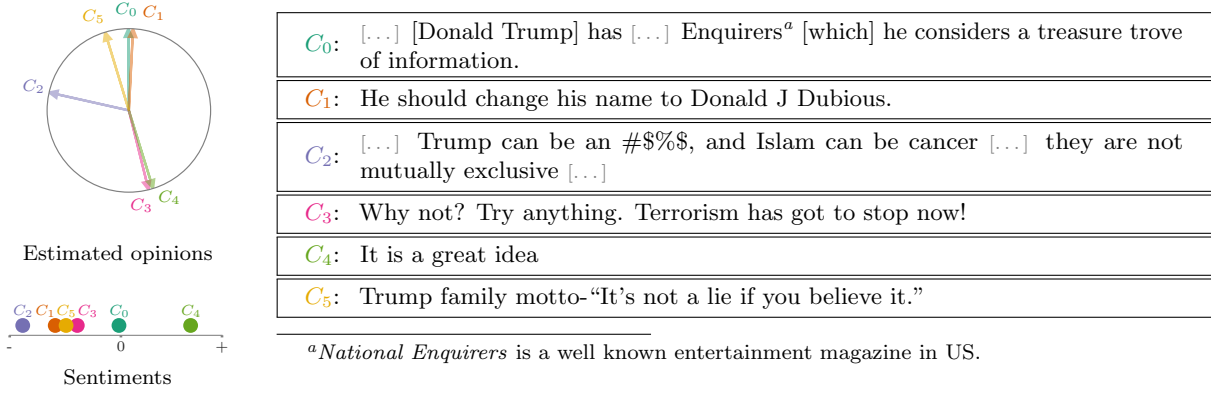 C₅ C₀ C₁
C₂
C₃ C₄
Estimated opinions
C₂ C₁ C₅ C₃ C₀ C₄
- 0 +
Sentiments
C₀: [...] [Donald Trump] has [...] Enquirersᵃ [which] he considers a treasure trove
of information.
C₁: He should change his name to Donald J Dubious.
C₂: [...] Trump can be an #$%$, and Islam can be cancer [...] they are not
mutually exclusive [...]
C₃: Why not? Try anything. Terrorism has got to stop now!
C₄: It is a great idea
C₅: Trump family motto-“It’s not a lie if you believe it.”
ᵃNational Enquirers is a well known entertainment magazine in US.